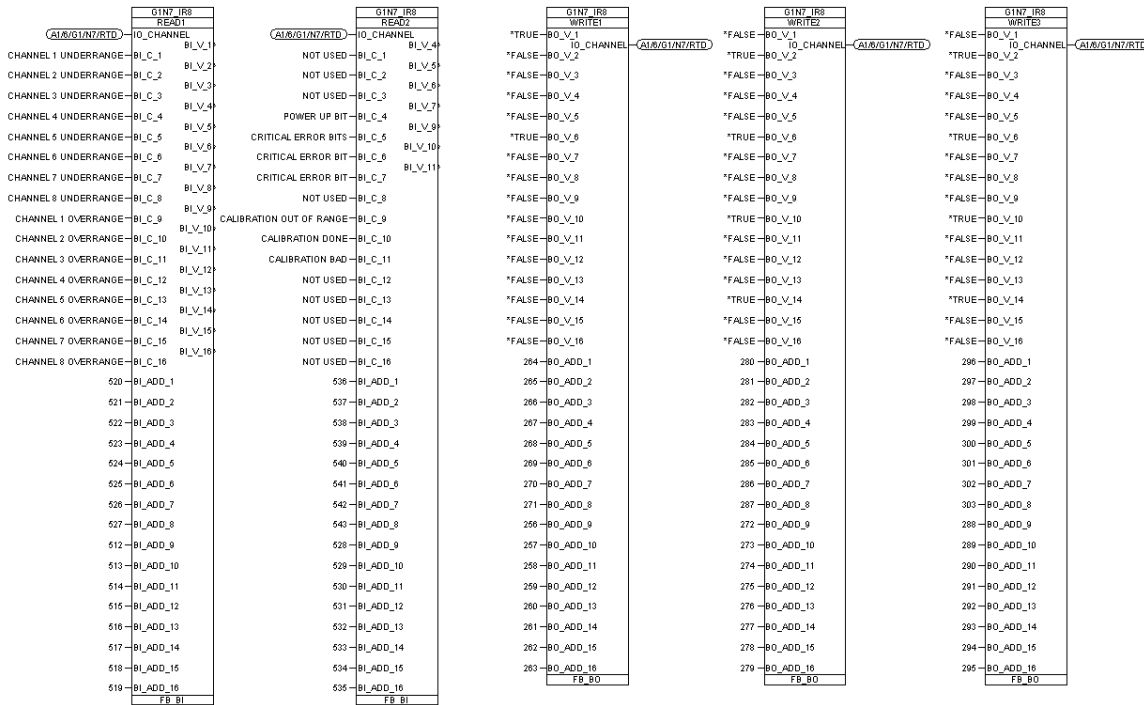 G1N7_IR8
READ1
A1/6/G1/N7/RTD IO_CHANNEL
BI_V_1
CHANNEL 1 UNDERRANGE BI_C_1
BI_V_2
CHANNEL 2 UNDERRANGE BI_C_2
BI_V_3
CHANNEL 3 UNDERRANGE BI_C_3
BI_V_4
CHANNEL 4 UNDERRANGE BI_C_4
BI_V_5
CHANNEL 5 UNDERRANGE BI_C_5
BI_V_6
CHANNEL 6 UNDERRANGE BI_C_6
BI_V_7
CHANNEL 7 UNDERRANGE BI_C_7
BI_V_8
CHANNEL 8 UNDERRANGE BI_C_8
BI_V_9
CHANNEL 1 OVERRANGE BI_C_9
BI_V_10
CHANNEL 2 OVERRANGE BI_C_10
BI_V_11
CHANNEL 3 OVERRANGE BI_C_11
BI_V_12
CHANNEL 4 OVERRANGE BI_C_12
BI_V_13
CHANNEL 5 OVERRANGE BI_C_13
BI_V_14
CHANNEL 6 OVERRANGE BI_C_14
BI_V_15
CHANNEL 7 OVERRANGE BI_C_15
BI_V_16
CHANNEL 8 OVERRANGE BI_C_16
520 BI_ADD_1
521 BI_ADD_2
522 BI_ADD_3
523 BI_ADD_4
524 BI_ADD_5
525 BI_ADD_6
526 BI_ADD_7
527 BI_ADD_8
512 BI_ADD_9
513 BI_ADD_10
514 BI_ADD_11
515 BI_ADD_12
516 BI_ADD_13
517 BI_ADD_14
518 BI_ADD_15
519 BI_ADD_16
FB_BI
G1N7_IR8
READ2
A1/6/G1/N7/RTD IO_CHANNEL
BI_V_4
NOT USED BI_C_1
BI_V_5
NOT USED BI_C_2
BI_V_6
NOT USED BI_C_3
BI_V_7
POWER UP BIT BI_C_4
BI_V_9
CRITICAL ERROR BITS BI_C_5
BI_V_10
CRITICAL ERROR BIT BI_C_6
BI_V_11
CRITICAL ERROR BIT BI_C_7
NOT USED BI_C_8
CALIBRATION OUT OF RANGE BI_C_9
CALIBRATION DONE BI_C_10
CALIBRATION BAD BI_C_11
NOT USED BI_C_12
NOT USED BI_C_13
NOT USED BI_C_14
NOT USED BI_C_15
NOT USED BI_C_16
536 BI_ADD_1
537 BI_ADD_2
538 BI_ADD_3
539 BI_ADD_4
540 BI_ADD_5
541 BI_ADD_6
542 BI_ADD_7
543 BI_ADD_8
528 BI_ADD_9
529 BI_ADD_10
530 BI_ADD_11
531 BI_ADD_12
532 BI_ADD_13
533 BI_ADD_14
534 BI_ADD_15
535 BI_ADD_16
FB_BI
G1N7_IR8
WRITE1
*TRUE BO_V_1
IO_CHANNEL A1/6/G1/N7/RTD
*FALSE BO_V_2
*FALSE BO_V_3
*FALSE BO_V_4
*FALSE BO_V_5
*TRUE BO_V_6
*FALSE BO_V_7
*FALSE BO_V_8
*FALSE BO_V_9
*FALSE BO_V_10
*FALSE BO_V_11
*FALSE BO_V_12
*FALSE BO_V_13
*FALSE BO_V_14
*FALSE BO_V_15
*FALSE BO_V_16
264 BO_ADD_1
265 BO_ADD_2
266 BO_ADD_3
267 BO_ADD_4
268 BO_ADD_5
269 BO_ADD_6
270 BO_ADD_7
271 BO_ADD_8
256 BO_ADD_9
257 BO_ADD_10
258 BO_ADD_11
259 BO_ADD_12
260 BO_ADD_13
261 BO_ADD_14
262 BO_ADD_15
263 BO_ADD_16
FB_BO
G1N7_IR8
WRITE2
*FALSE BO_V_1
IO_CHANNEL A1/6/G1/N7/RTD
*TRUE BO_V_2
*FALSE BO_V_3
*FALSE BO_V_4
*FALSE BO_V_5
*TRUE BO_V_6
*FALSE BO_V_7
*FALSE BO_V_8
*FALSE BO_V_9
*TRUE BO_V_10
*FALSE BO_V_11
*FALSE BO_V_12
*FALSE BO_V_13
*TRUE BO_V_14
*FALSE BO_V_15
*FALSE BO_V_16
280 BO_ADD_1
281 BO_ADD_2
282 BO_ADD_3
283 BO_ADD_4
284 BO_ADD_5
285 BO_ADD_6
286 BO_ADD_7
287 BO_ADD_8
272 BO_ADD_9
273 BO_ADD_10
274 BO_ADD_11
275 BO_ADD_12
276 BO_ADD_13
277 BO_ADD_14
278 BO_ADD_15
279 BO_ADD_16
FB_BO
G1N7_IR8
WRITE3
*FALSE BO_V_1
IO_CHANNEL A1/6/G1/N7/RTD
*TRUE BO_V_2
*FALSE BO_V_3
*FALSE BO_V_4
*FALSE BO_V_5
*TRUE BO_V_6
*FALSE BO_V_7
*FALSE BO_V_8
*FALSE BO_V_9
*TRUE BO_V_10
*FALSE BO_V_11
*FALSE BO_V_12
*FALSE BO_V_13
*TRUE BO_V_14
*FALSE BO_V_15
*FALSE BO_V_16
296 BO_ADD_1
297 BO_ADD_2
298 BO_ADD_3
299 BO_ADD_4
300 BO_ADD_5
301 BO_ADD_6
302 BO_ADD_7
303 BO_ADD_8
288 BO_ADD_9
289 BO_ADD_10
290 BO_ADD_11
291 BO_ADD_12
292 BO_ADD_13
293 BO_ADD_14
294 BO_ADD_15
295 BO_ADD_16
FB_BO